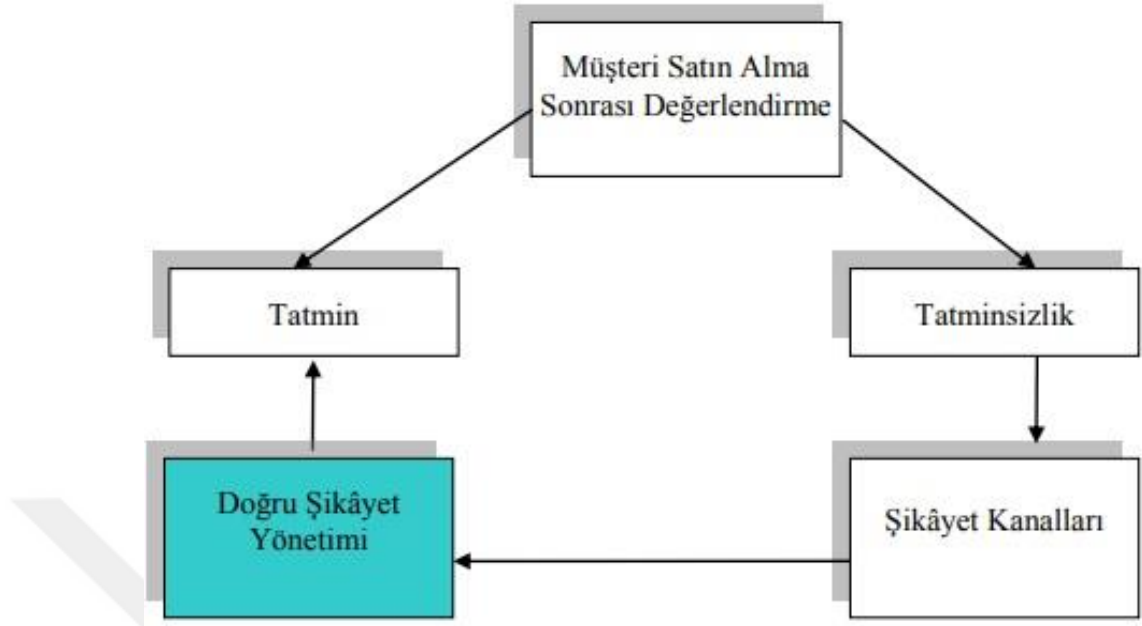 Müşteri Satın Alma
Sonrası Değerlendirme
Tatmin
Tatminsizlik
Doğru Şikâyet
Yönetimi
Şikâyet Kanalları